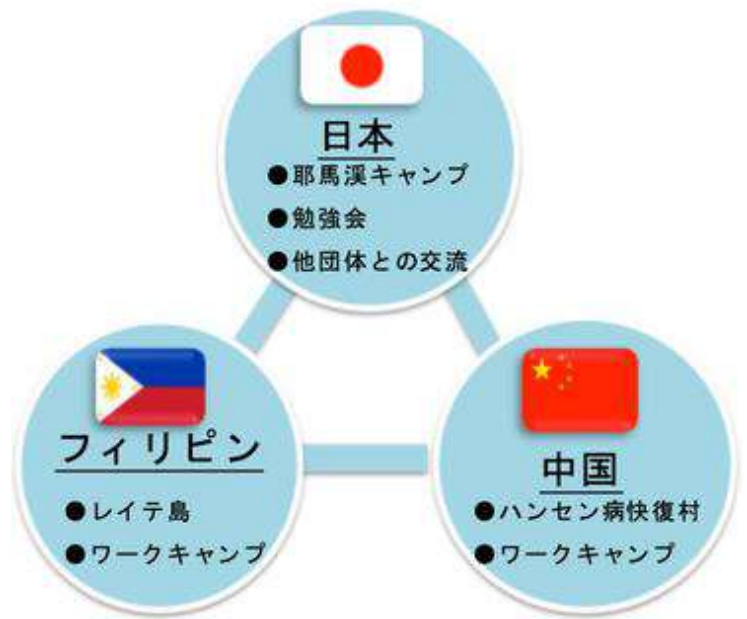 日本
●耶馬溪キャンプ
●勉強会
●他団体との交流
フィリピン
●レイテ島
●ワークキャンプ
中国
●ハンセン病快復村
●ワークキャンプ